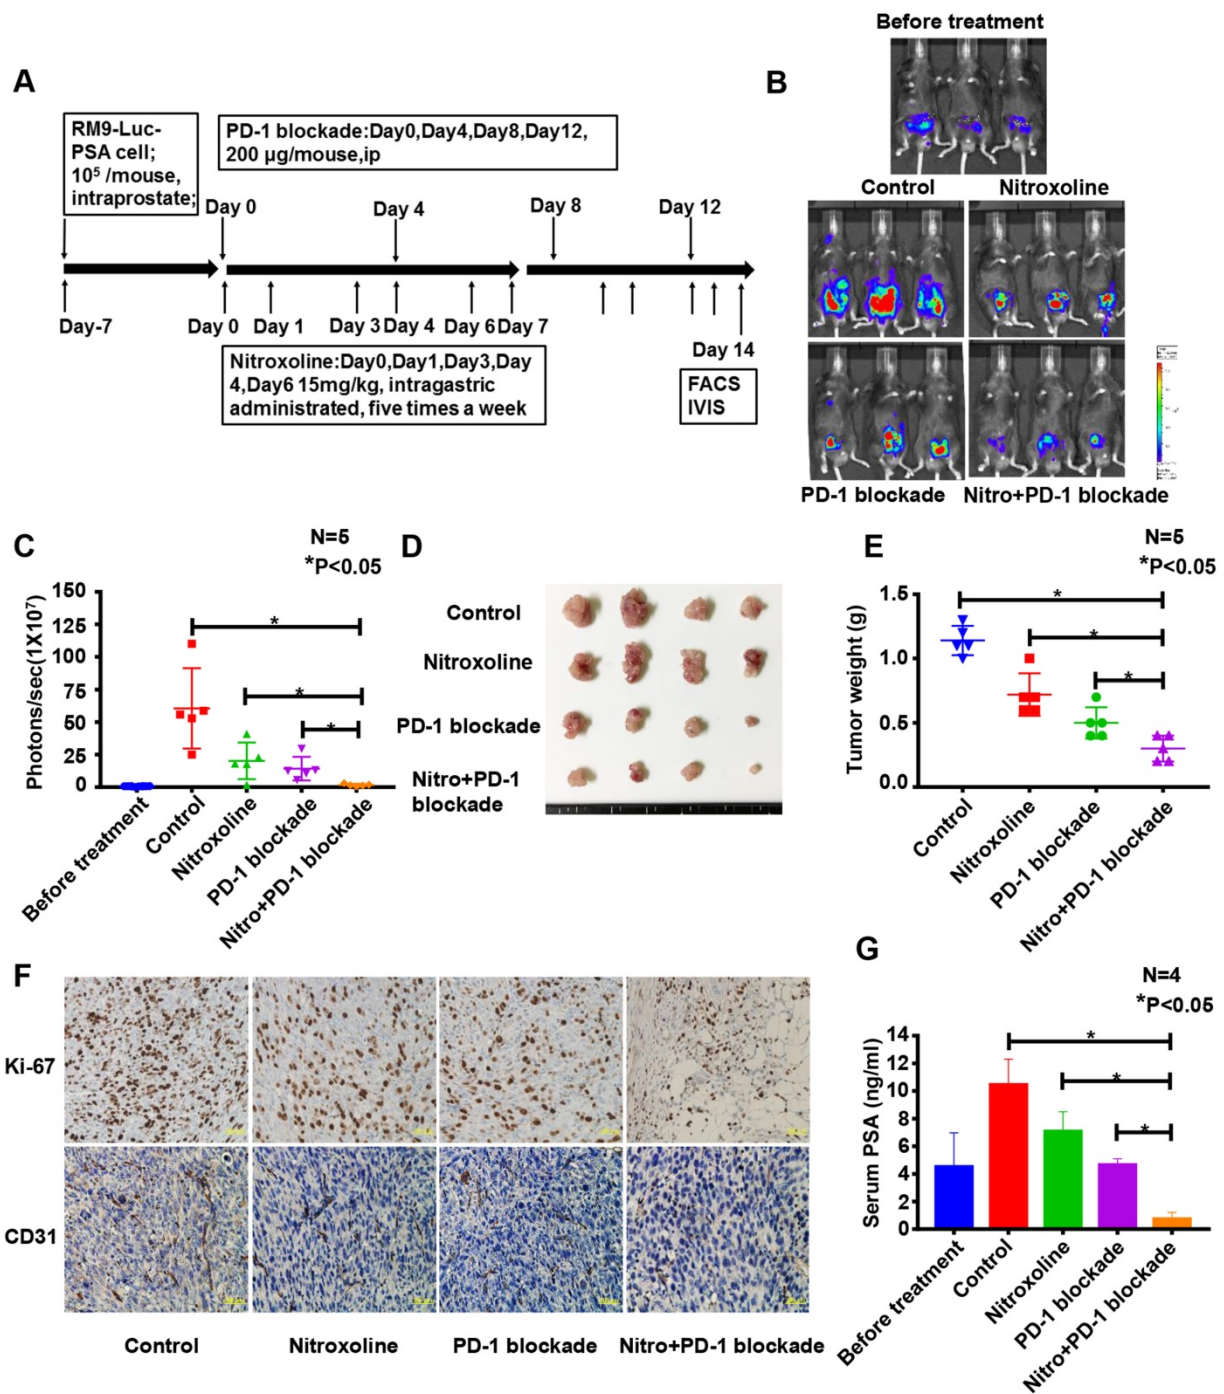 A
RM9-Luc-
PSA cell;
10⁵ /mouse,
intraprostate;
PD-1 blockade:Day0,Day4,Day8,Day12,
200 µg/mouse,ip
Day 0
Day 4
Day 8
Day 12
Day-7
Day 0
Day 1
Day 3
Day 4
Day 6
Day 7
Day 14
Nitroxoline:Day0,Day1,Day3,Day
4,Day6 15mg/kg, intragastric
administrated, five times a week
FACS
IVIS
B
Before treatment
Control
Nitroxoline
PD-1 blockade
Nitro+PD-1 blockade
C
N=5
*P<0.05
Photons/sec(1X10⁷)
150
125
100
75
50
25
0
*
*
*
Before treatment
Control
Nitroxoline
PD-1 blockade
Nitro+PD-1 blockade
D
Control
Nitroxoline
PD-1 blockade
Nitro+PD-1
blockade
E
N=5
*P<0.05
Tumor weight (g)
1.5
1.0
0.5
0.0
*
*
*
Control
Nitroxoline
PD-1 blockade
Nitro+PD-1 blockade
F
Ki-67
CD31
Control
Nitroxoline
PD-1 blockade
Nitro+PD-1 blockade
G
N=4
*P<0.05
Serum PSA (ng/ml)
14
12
10
8
6
4
2
0
*
*
*
Before treatment
Control
Nitroxoline
PD-1 blockade
Nitro+PD-1 blockade